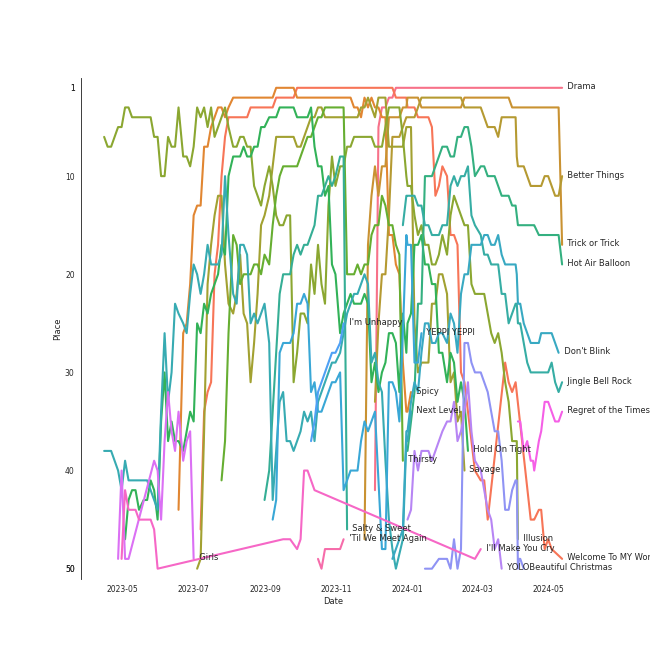 1
Drama
10
Better Things
Trick or Trick
20
Hot Air Balloon
I'm Unhappy
YEPPI YEPPI
Place
30
Don't Blink
Spicy
Jingle Bell Rock
Next Level
Regret of the Times
Hold On Tight
Thirsty
40
Savage
Salty & Sweet
'Til We Meet Again
Illusion
I'll Make You Cry
Girls
Welcome To MY Wor
50
YOLO
Beautiful Christmas
2023-05
2023-07
2023-09
2023-11
2024-01
2024-03
2024-05
Date